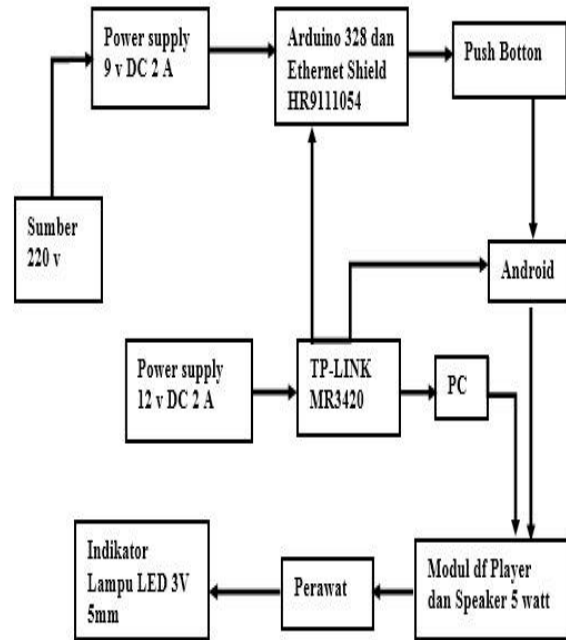 Power supply
9 v DC 2 A
Arduino 328 dan
Ethernet Shield
HR9111054
Push Botton
Sumber
220 v
Android
Power supply
12 v DC 2 A
TP-LINK
MR3420
PC
Indikator
Lampu LED 3V
5mm
Perawat
Modul df Player
dan Speaker 5 watt